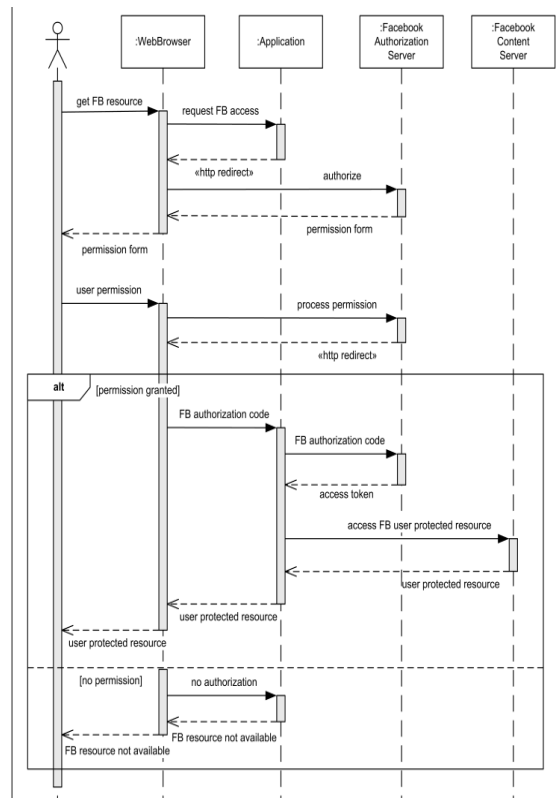 :WebBrowser
:Application
:Facebook
Authorization
Server
:Facebook
Content
Server
get FB resource
request FB access
«http redirect»
authorize
permission form
permission form
user permission
process permission
«http redirect»
alt
[permission granted]
FB authorization code
FB authorization code
access token
access FB user protected resource
user protected resource
user protected resource
user protected resource
[no permission]
no authorization
FB resource not available
FB resource not available